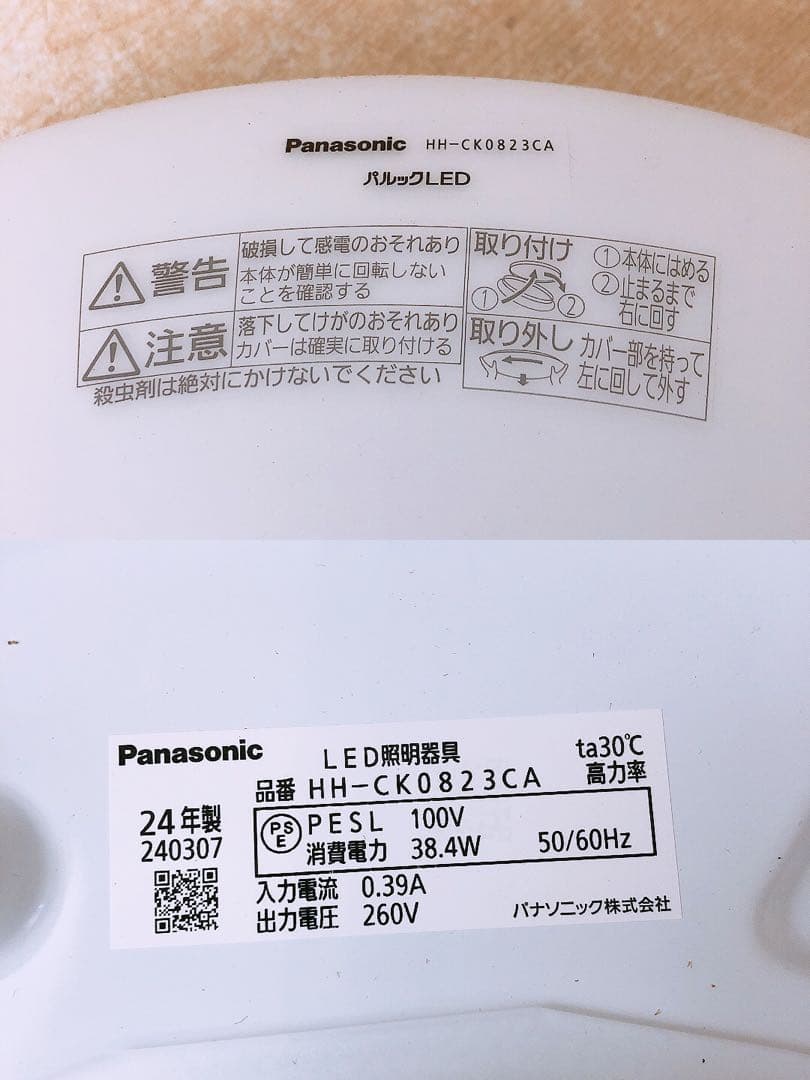 Panasonic HH-CK0823CA
パルックLED
警告
破損して感電のおそれあり
本体が簡単に回転しない
ことを確認する
注意
落下してけがのおそれあり
カバーは確実に取り付ける
殺虫剤は絶対にかけないでください
取り付け
①
②
①本体にはめる
②止まるまで
右に回す
取り外し
カバー部を持って
左に回して外す
Panasonic LED照明器具 ta30℃
品番 HH-CK0823CA 高力率
24年製
240307
PSE PESL 100V
消費電力 38.4W 50/60Hz
入力電流 0.39A
出力電圧 260V
パナソニック株式会社